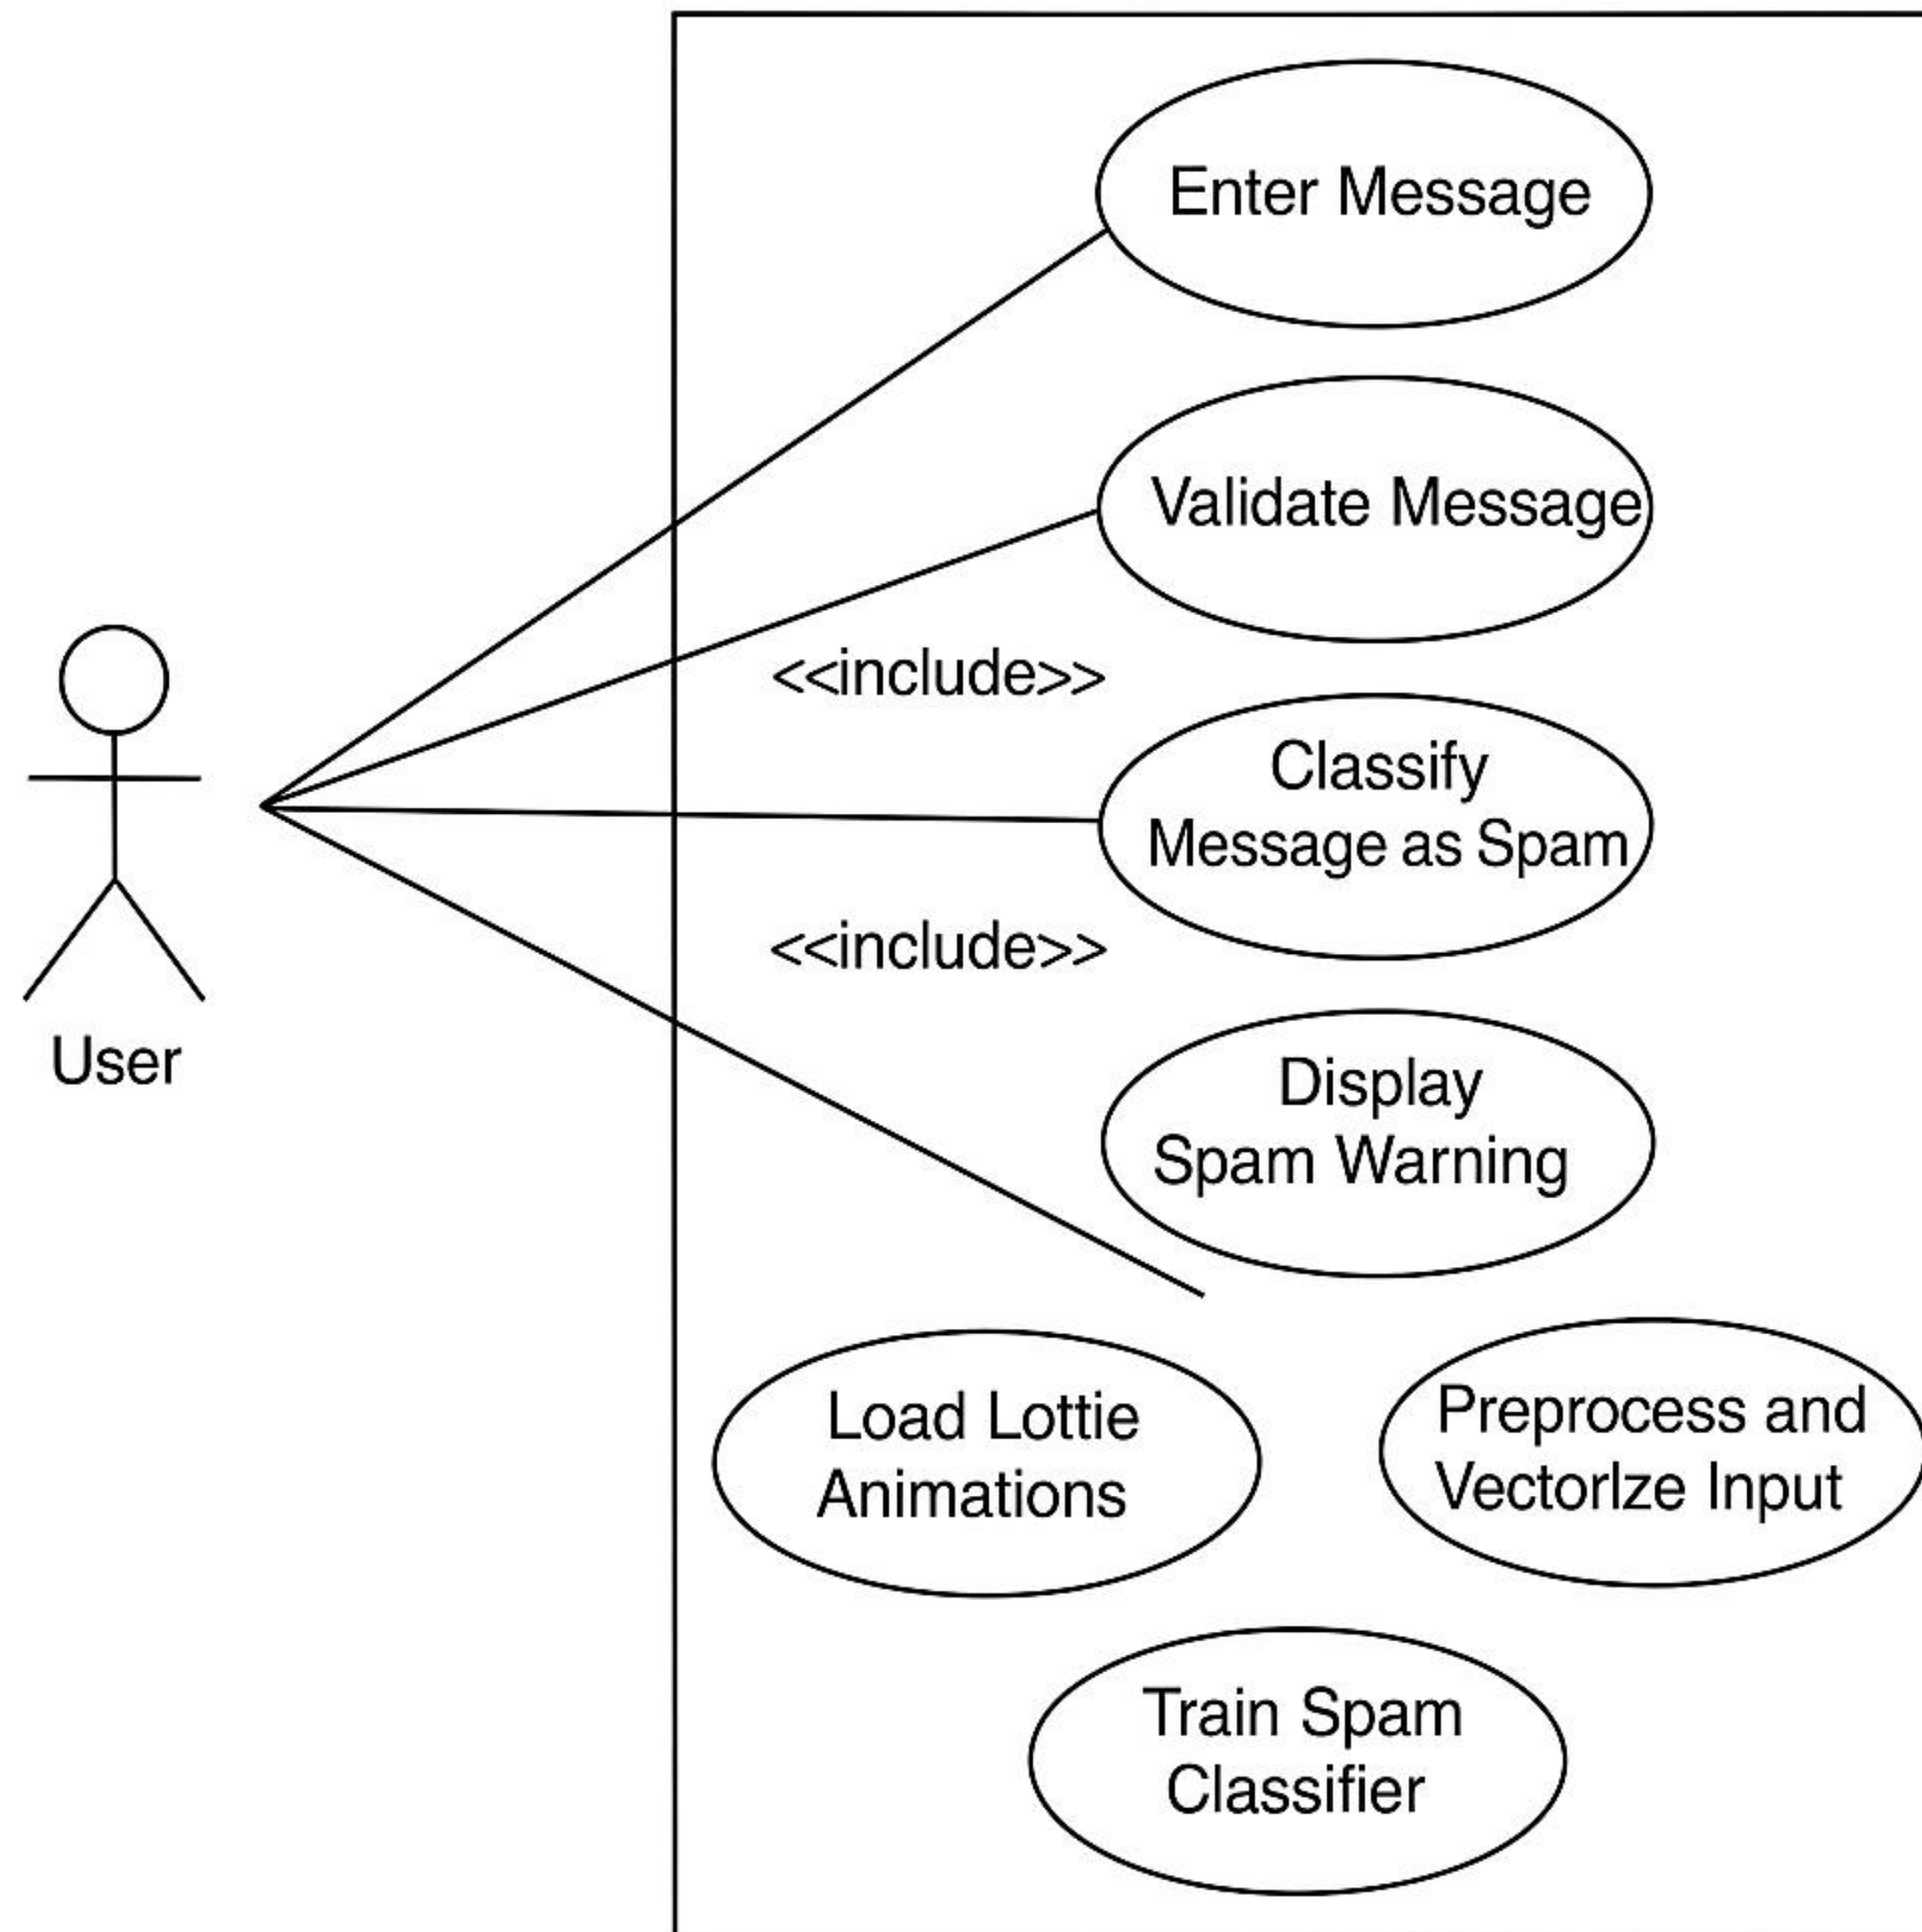 Enter Message
Validate Message
<<include>>
Classify
Message as Spam
<<include>>
User
Display
Spam Warning
Load Lottie
Animations
Preprocess and
VectorIze Input
Train Spam
Classifier